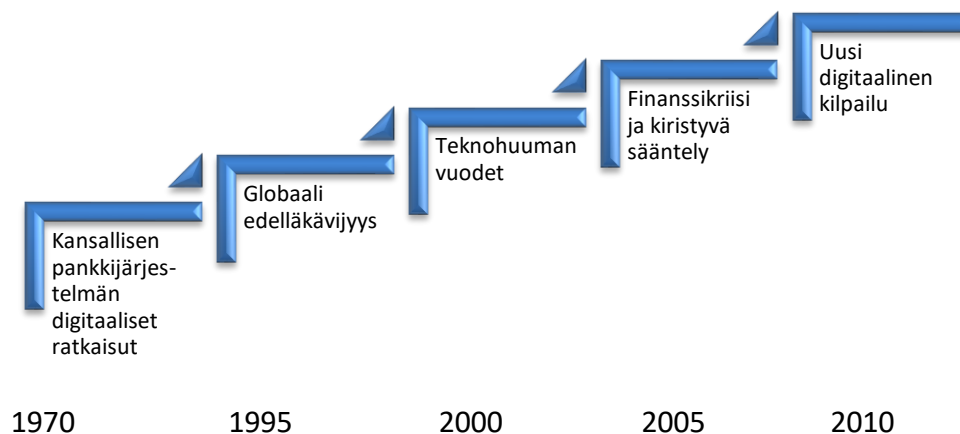 Kansallisen
pankkijärjes-
telmän
digitaaliset
ratkaisut
Globaali
edelläkävijyys
Teknohuuman
vuodet
Finanssikriisi
ja kiristyvä
sääntely
Uusi
digitaalinen
kilpailu
1970 1995 2000 2005 2010